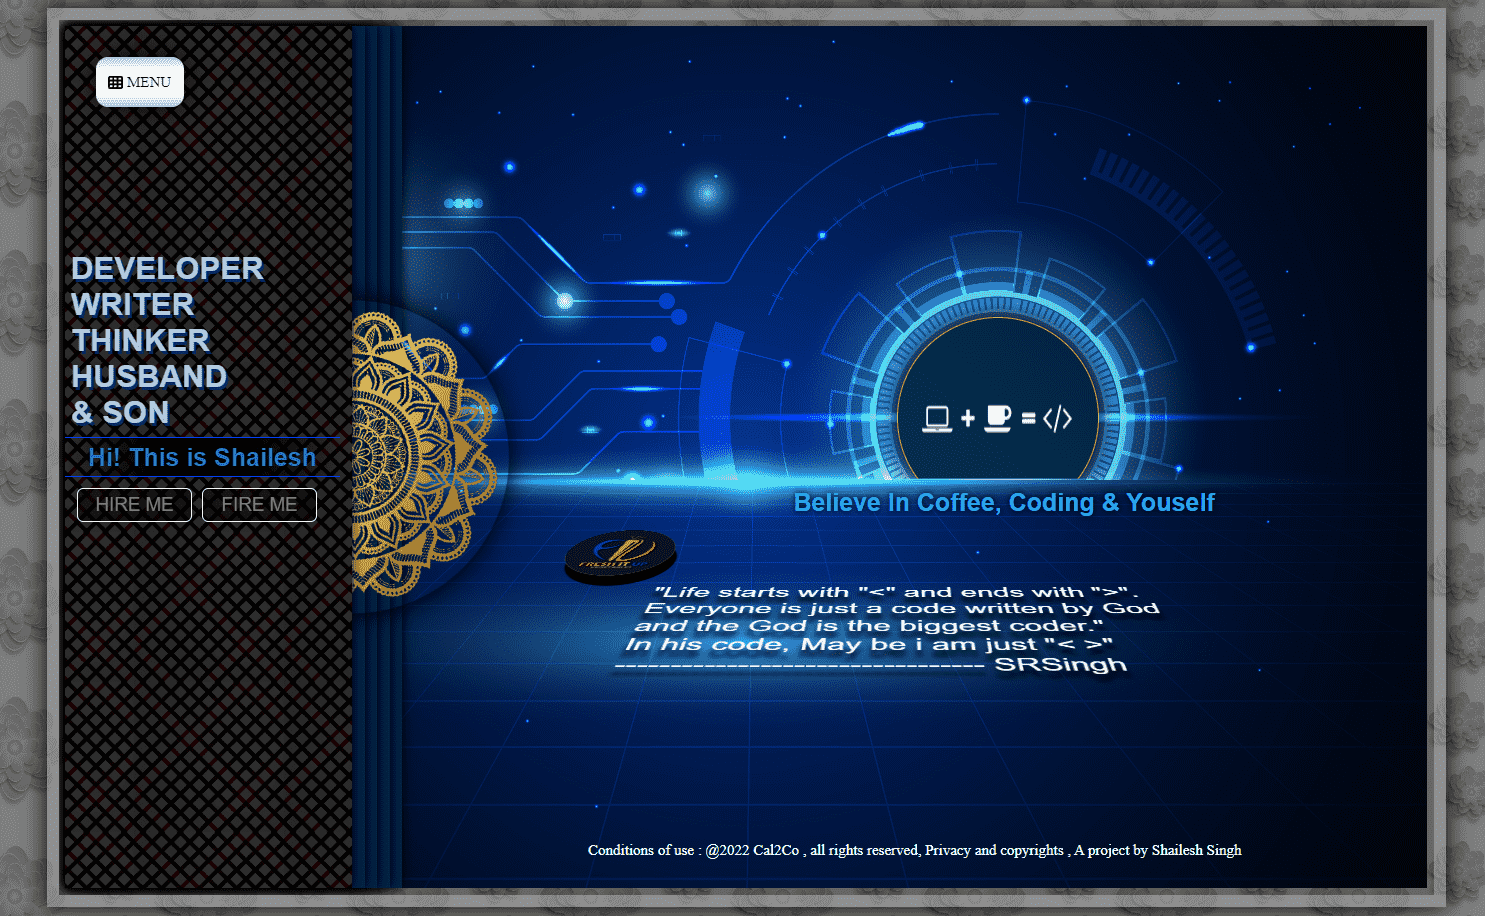 MENU
DEVELOPER
WRITER
THINKER
HUSBAND
& SON
Hi! This is Shailesh
HIRE ME
FIRE ME
Believe In Coffee, Coding & Youself
"Life starts with "<" and ends with ">".
Everyone is just a code written by God
and the God is the biggest coder."
In his code, May be i am just "< >"
---------------------------------- SRSingh
Conditions of use : @2022 Cal2Co , all rights reserved, Privacy and copyrights , A project by Shailesh Singh